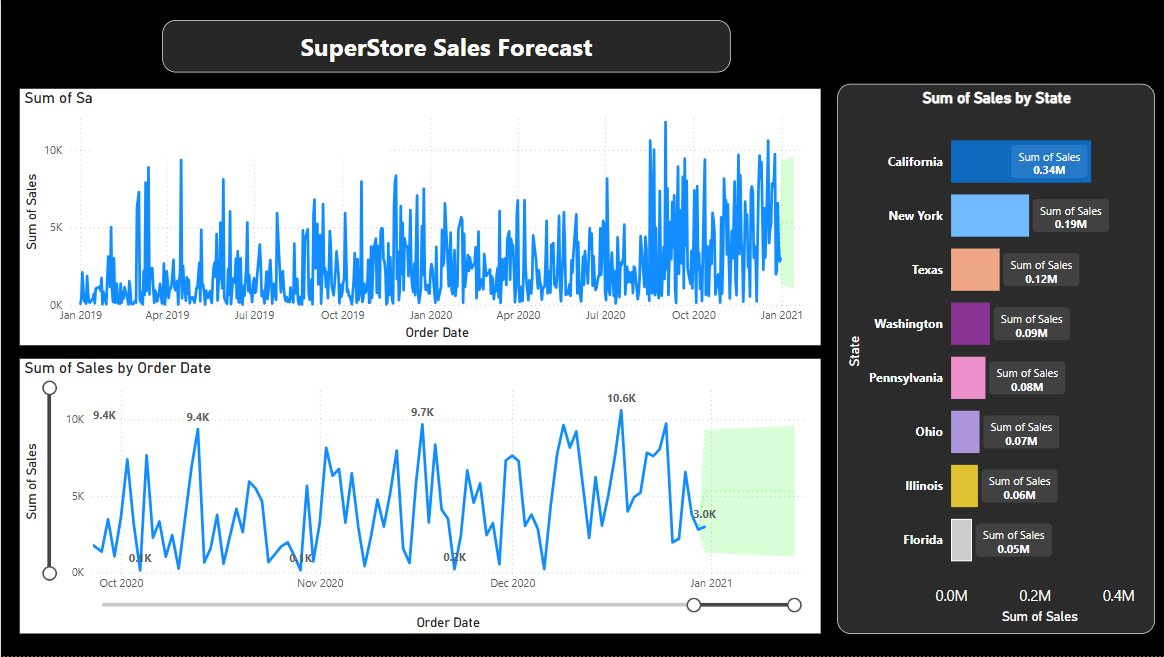 SuperStore Sales Forecast
Sum of Sa
10K
5K
0K
Sum of Sales
Jan 2019
Apr 2019
Jul 2019
Oct 2019
Jan 2020
Apr 2020
Jul 2020
Oct 2020
Jan 2021
Order Date
Sum of Sales by Order Date
10K
5K
0K
Sum of Sales
9.4K
9.4K
9.7K
10.6K
0.1K
0.1K
0.2K
3.0K
Oct 2020
Nov 2020
Dec 2020
Jan 2021
Order Date
Sum of Sales by State
State
California
Sum of Sales
0.34M
New York
Sum of Sales
0.19M
Texas
Sum of Sales
0.12M
Washington
Sum of Sales
0.09M
Pennsylvania
Sum of Sales
0.08M
Ohio
Sum of Sales
0.07M
Illinois
Sum of Sales
0.06M
Florida
Sum of Sales
0.05M
0.0M
0.2M
0.4M
Sum of Sales